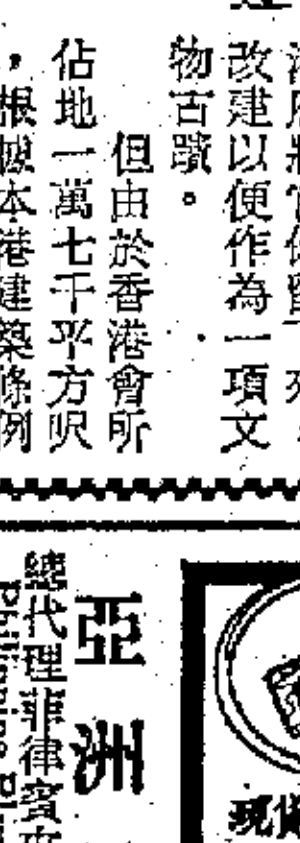 改建以便作為一項文
物古蹟。
但由於香港會所
佔地一萬七千平方呎
，根據本港建築條例
亞洲
總代理菲律賓
Philippine
現